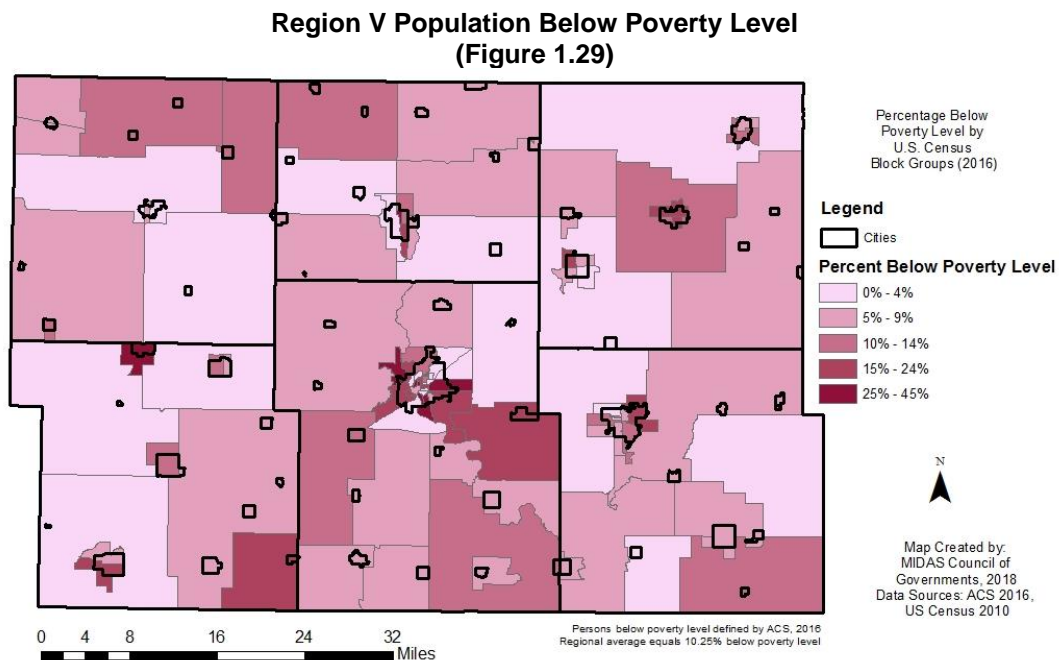 Region V Population Below Poverty Level
(Figure 1.29)
Percentage Below
Poverty Level by
U.S. Census
Block Groups (2016)
Legend
Cities
Percent Below Poverty Level
0% - 4%
5% - 9%
10% - 14%
15% - 24%
25% - 45%
N
Map Created by:
MIDAS Council of
Governments, 2018
Data Sources: ACS 2016,
US Census 2010
Persons below poverty level defined by ACS, 2016
Regional average equals 10.25% below poverty level
0 4 8 16 24 32
Miles